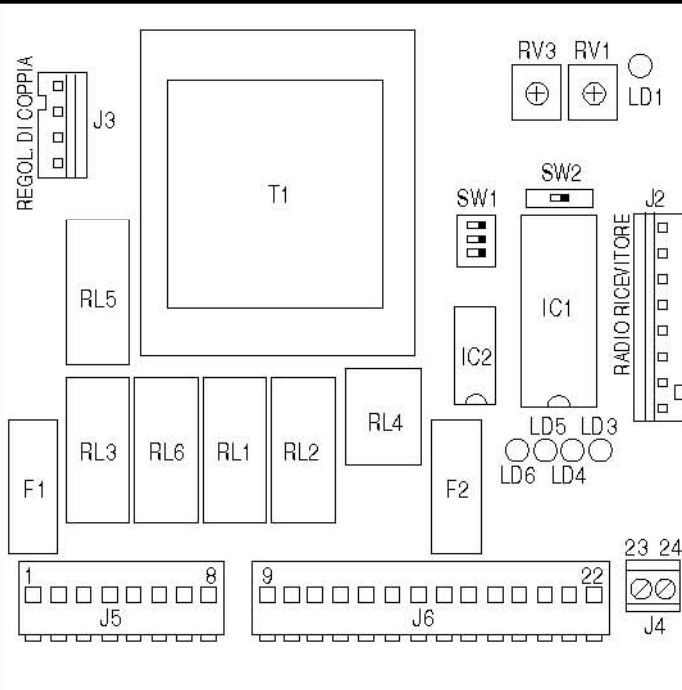 RV3 RV1
LD1
REGOL. DI COPPIA
J3
T1
SW2
SW1
J2
RADIO RICEVITORE
RL5
IC1
IC2
RL4
RL3 RL6 RL1 RL2
LD5 LD3
LD6 LD4
F1
F2
23 24
1 8
9 22
J5
J6
J4